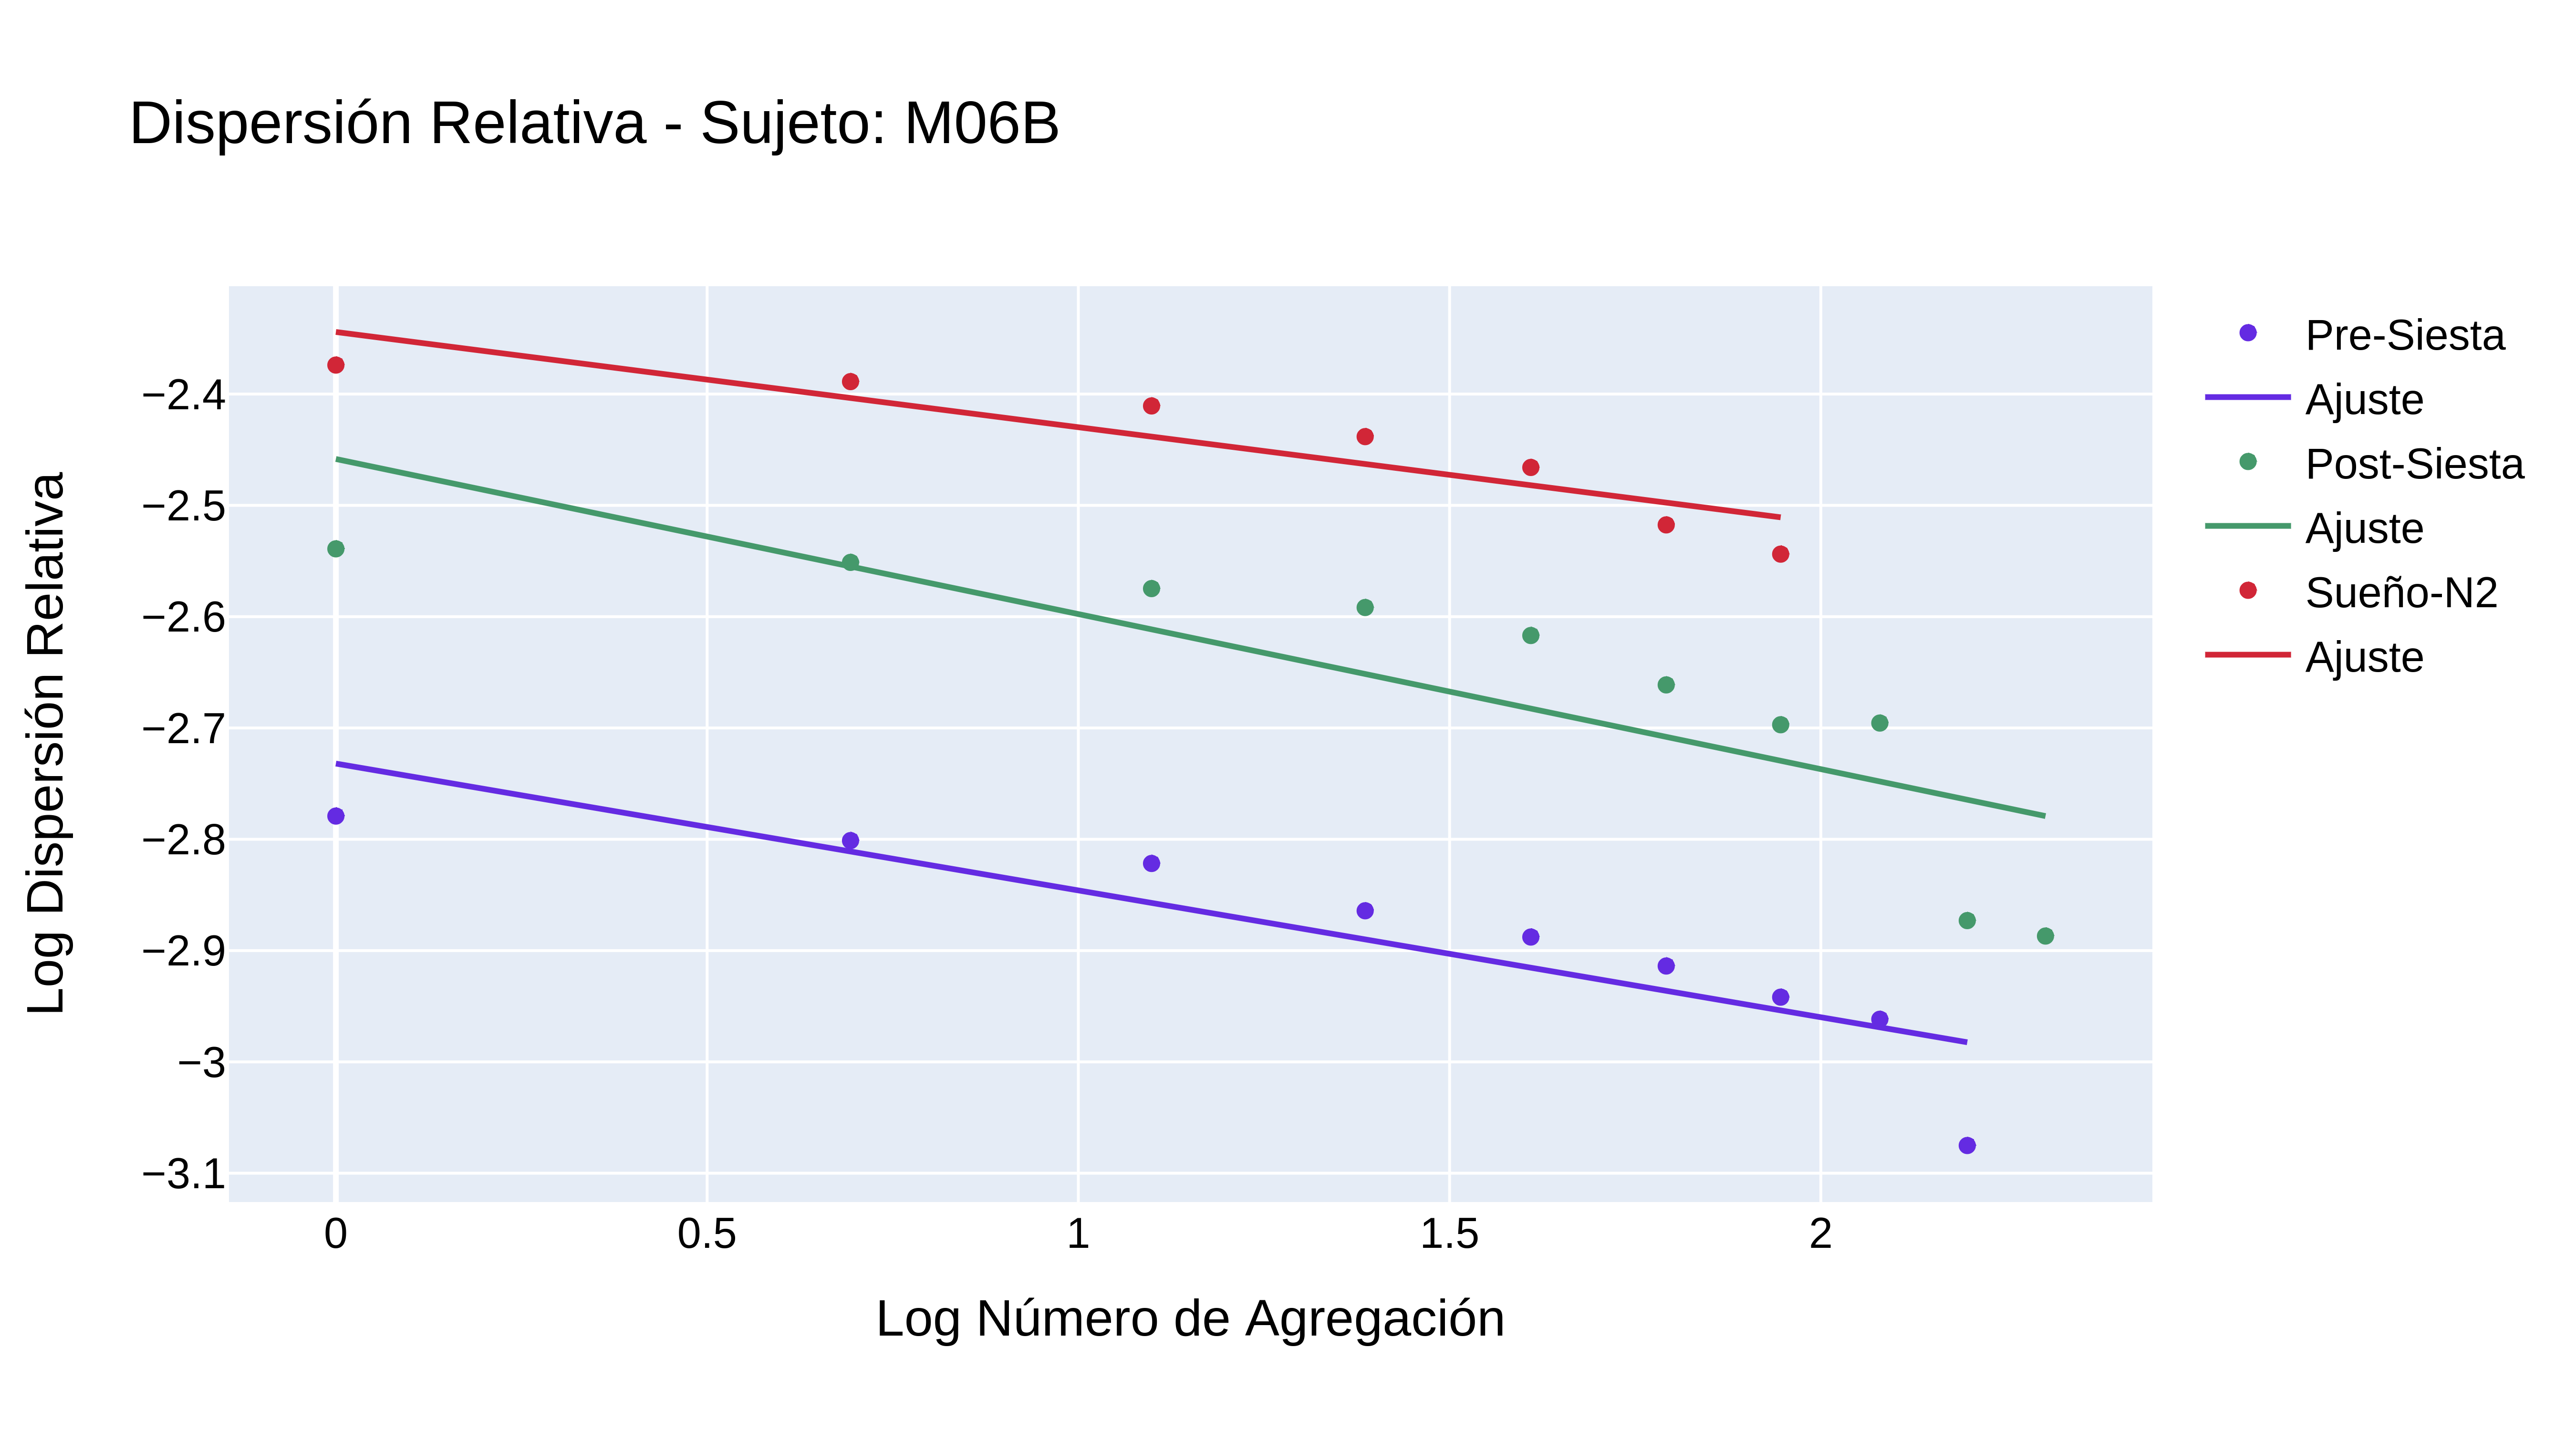 Dispersión Relativa - Sujeto: M06B
Log Dispersión Relativa
−2.4
−2.5
−2.6
−2.7
−2.8
−2.9
−3
−3.1
0
0.5
1
1.5
2
Log Número de Agregación
Pre-Siesta
Ajuste
Post-Siesta
Ajuste
Sueño-N2
Ajuste